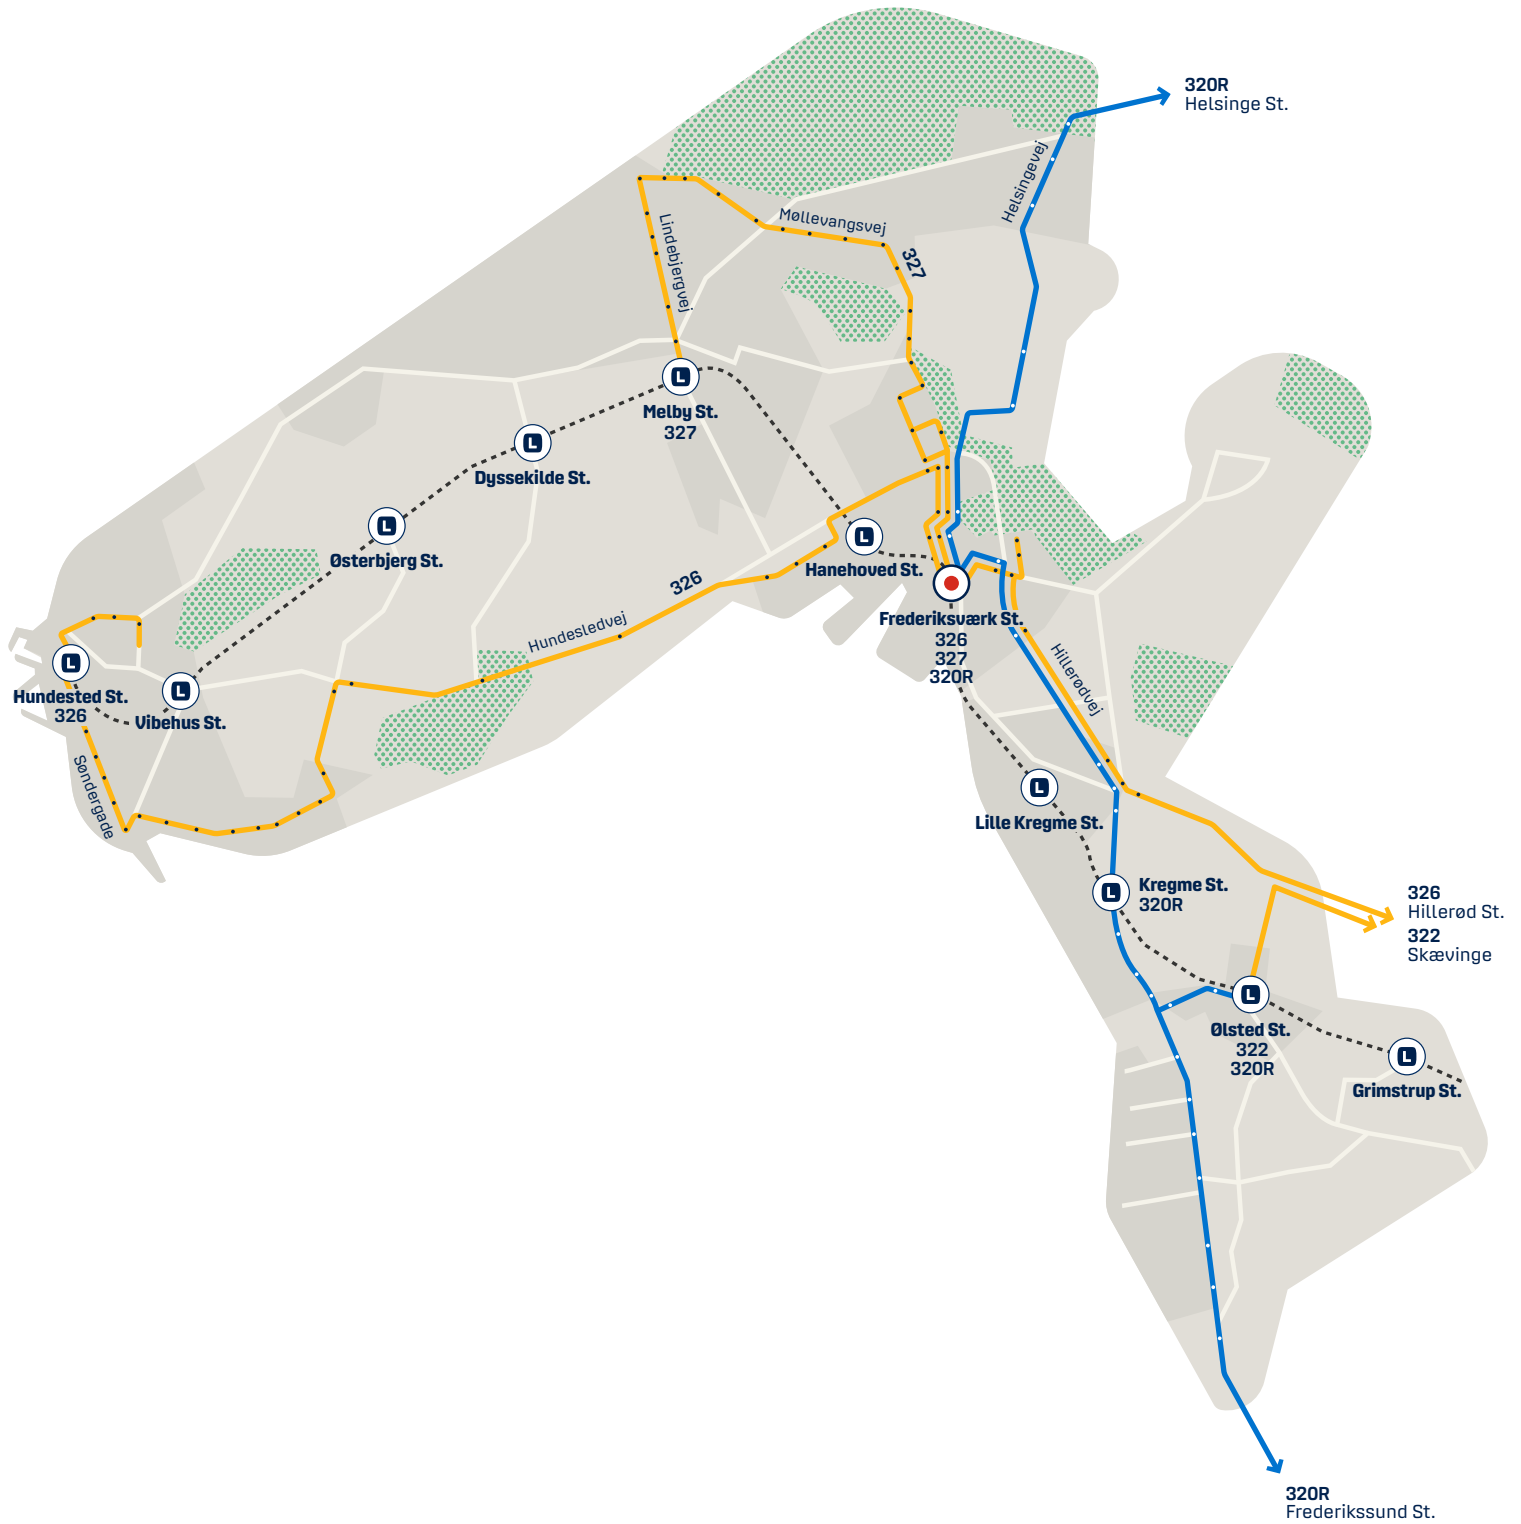 320R
Helsinge St.
Helsingevej
Møllevangsvej
Lindebjergvej
327
L
Melby St.
327
L
Dyssekilde St.
L
Østerbjerg St.
L
Hanehoved St.
326
Hundesledvej
Frederiksværk St.
326
327
320R
Hillerødvej
L
Hundested St.
326
L
Vibehus St.
Søndergade
L
Lille Kregme St.
L
Kregme St.
320R
326
Hillerød St.
322
Skævinge
L
Ølsted St.
322
320R
L
Grimstrup St.
320R
Frederikssund St.